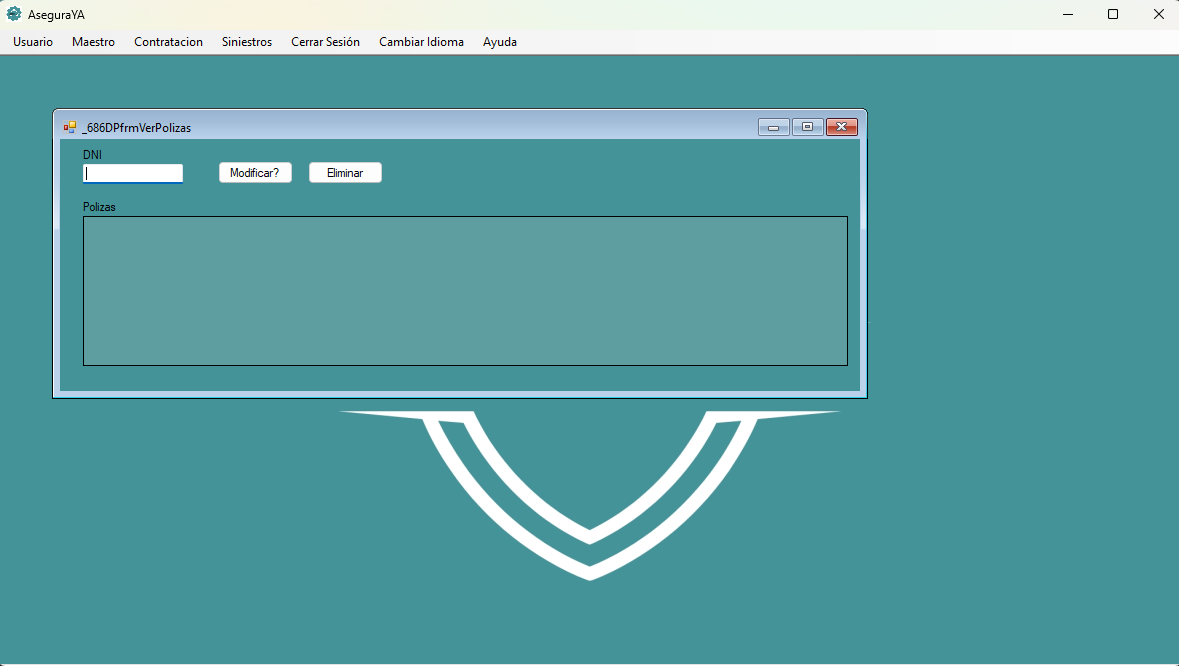 AseguraYA
Usuario Maestro Contratacion Siniestros Cerrar Sesión Cambiar Idioma Ayuda
_686DPfrmVerPolizas
DNI
Modificar? Eliminar
Polizas